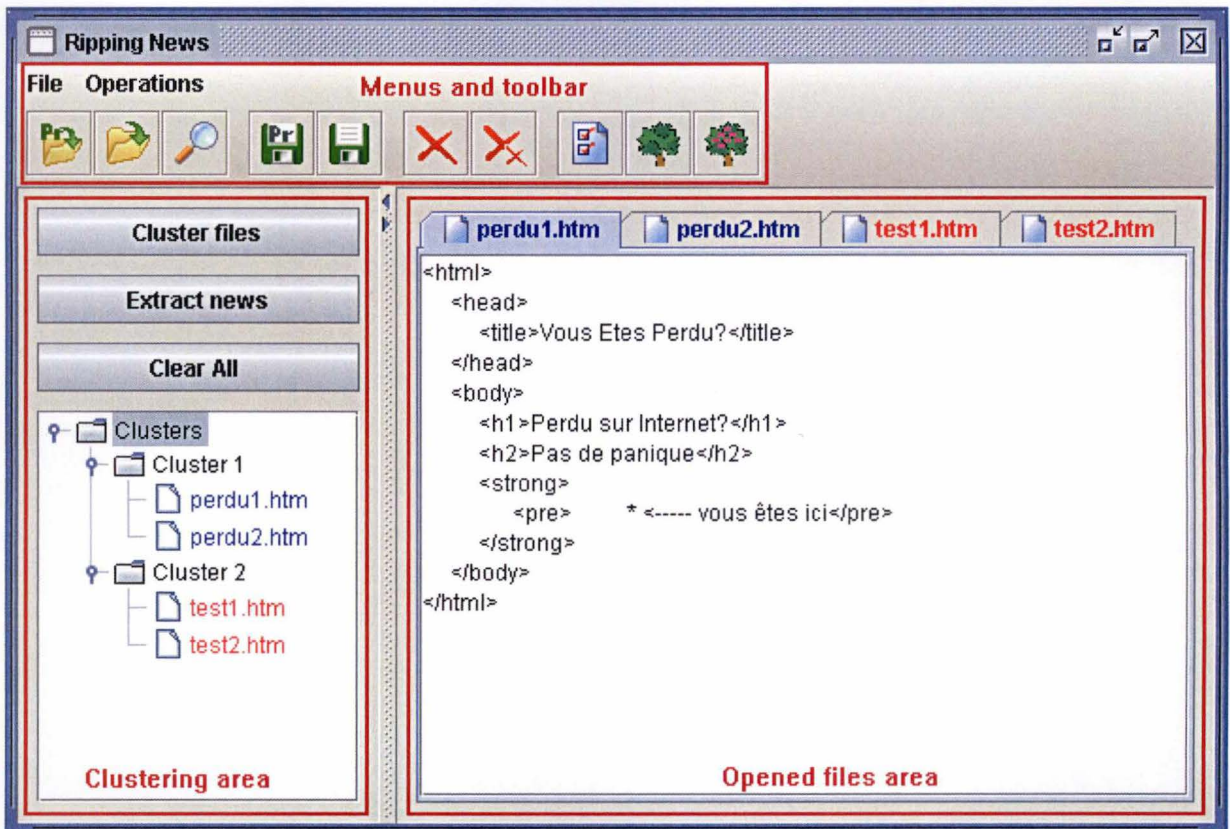 Ripping News
File Operations Menus and toolbar
Pr Pr
Cluster files
Extract news
Clear All
Clusters
Cluster 1
perdu1.htm
perdu2.htm
Cluster 2
test1.htm
test2.htm
Clustering area
perdu1.htm perdu2.htm test1.htm test2.htm
<html>
<head>
<title>Vous Etes Perdu?</title>
</head>
<body>
<h1>Perdu sur Internet?</h1>
<h2>Pas de panique</h2>
<strong>
<pre> * <----- vous êtes ici</pre>
</strong>
</body>
</html>
Opened files area